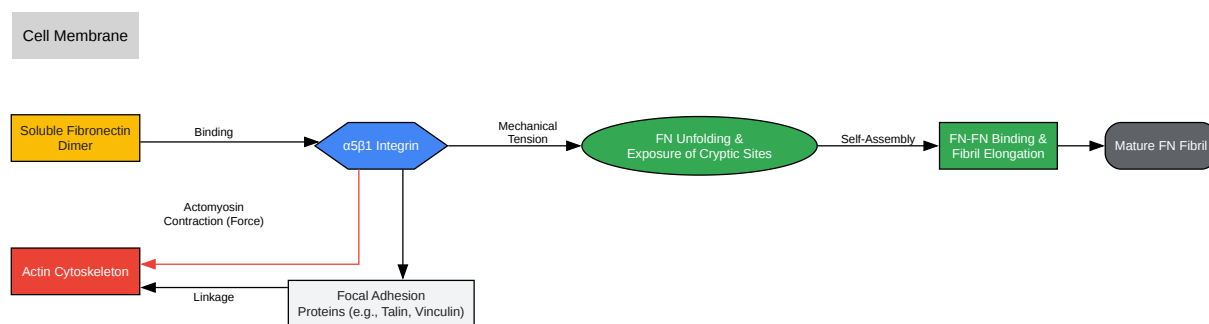 Cell Membrane
Soluble Fibronectin
Dimer
Binding
α5β1 Integrin
Mechanical
Tension
FN Unfolding &
Exposure of Cryptic Sites
Self-Assembly
FN-FN Binding &
Fibril Elongation
Mature FN Fibril
Actomyosin
Contraction (Force)
Actin Cytoskeleton
Linkage
Focal Adhesion
Proteins (e.g., Talin, Vinculin)